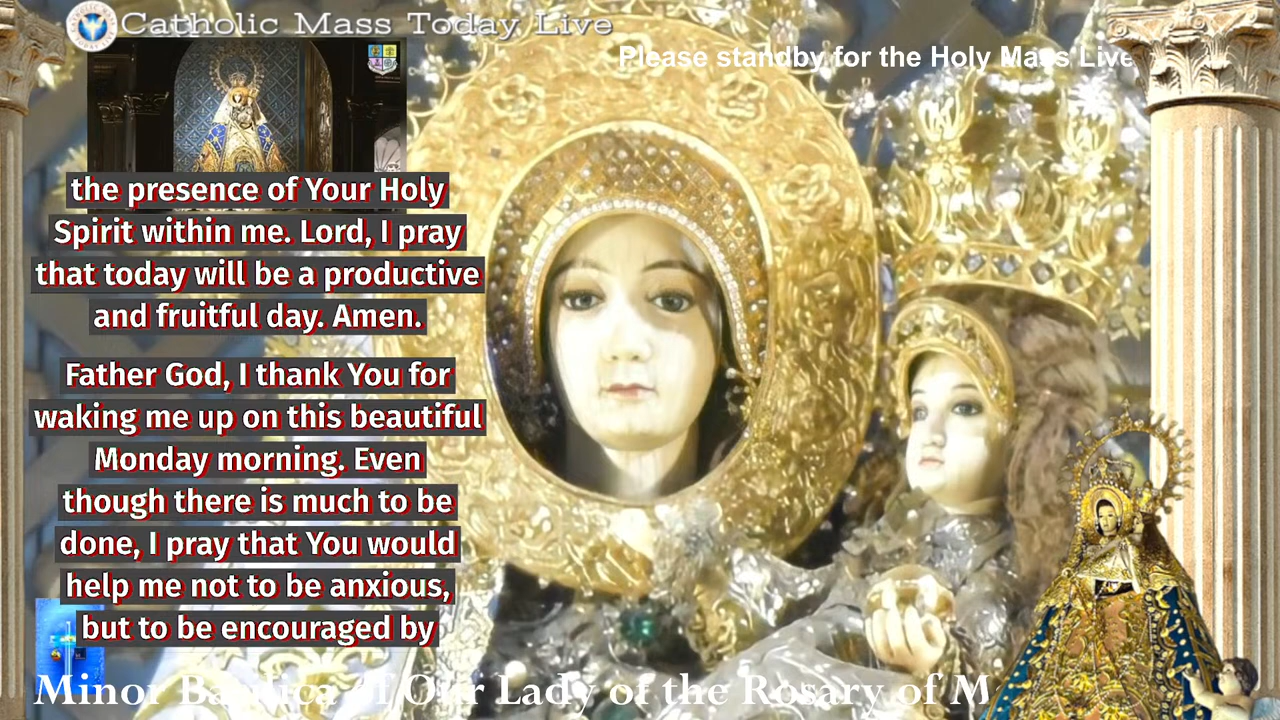 Catholic Mass Today Live
Please standby for the Holy Mass Live
the presence of Your Holy
Spirit within me. Lord, I pray
that today will be a productive
and fruitful day. Amen.
Father God, I thank You for
waking me up on this beautiful
Monday morning. Even
though there is much to be
done, I pray that You would
help me not to be anxious,
but to be encouraged by
Minor Basilica of Our Lady of the Rosary of M